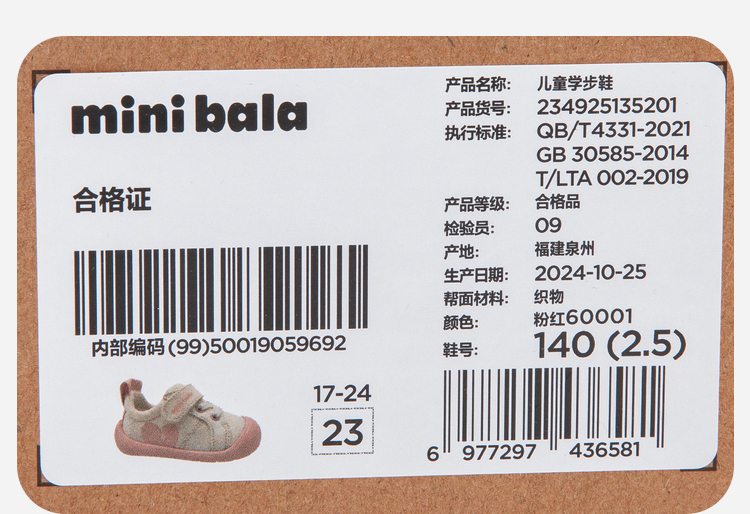 mini bala
合格证
内部编码(99)50019059692
17-24
23
产品名称: 儿童学步鞋
产品货号: 234925135201
执行标准: QB/T4331-2021
GB 30585-2014
T/LTA 002-2019
产品等级: 合格品
检验员: 09
产地: 福建泉州
生产日期: 2024-10-25
帮面材料: 织物
颜色: 粉红60001
鞋号: 140 (2.5)
6 977297 436581